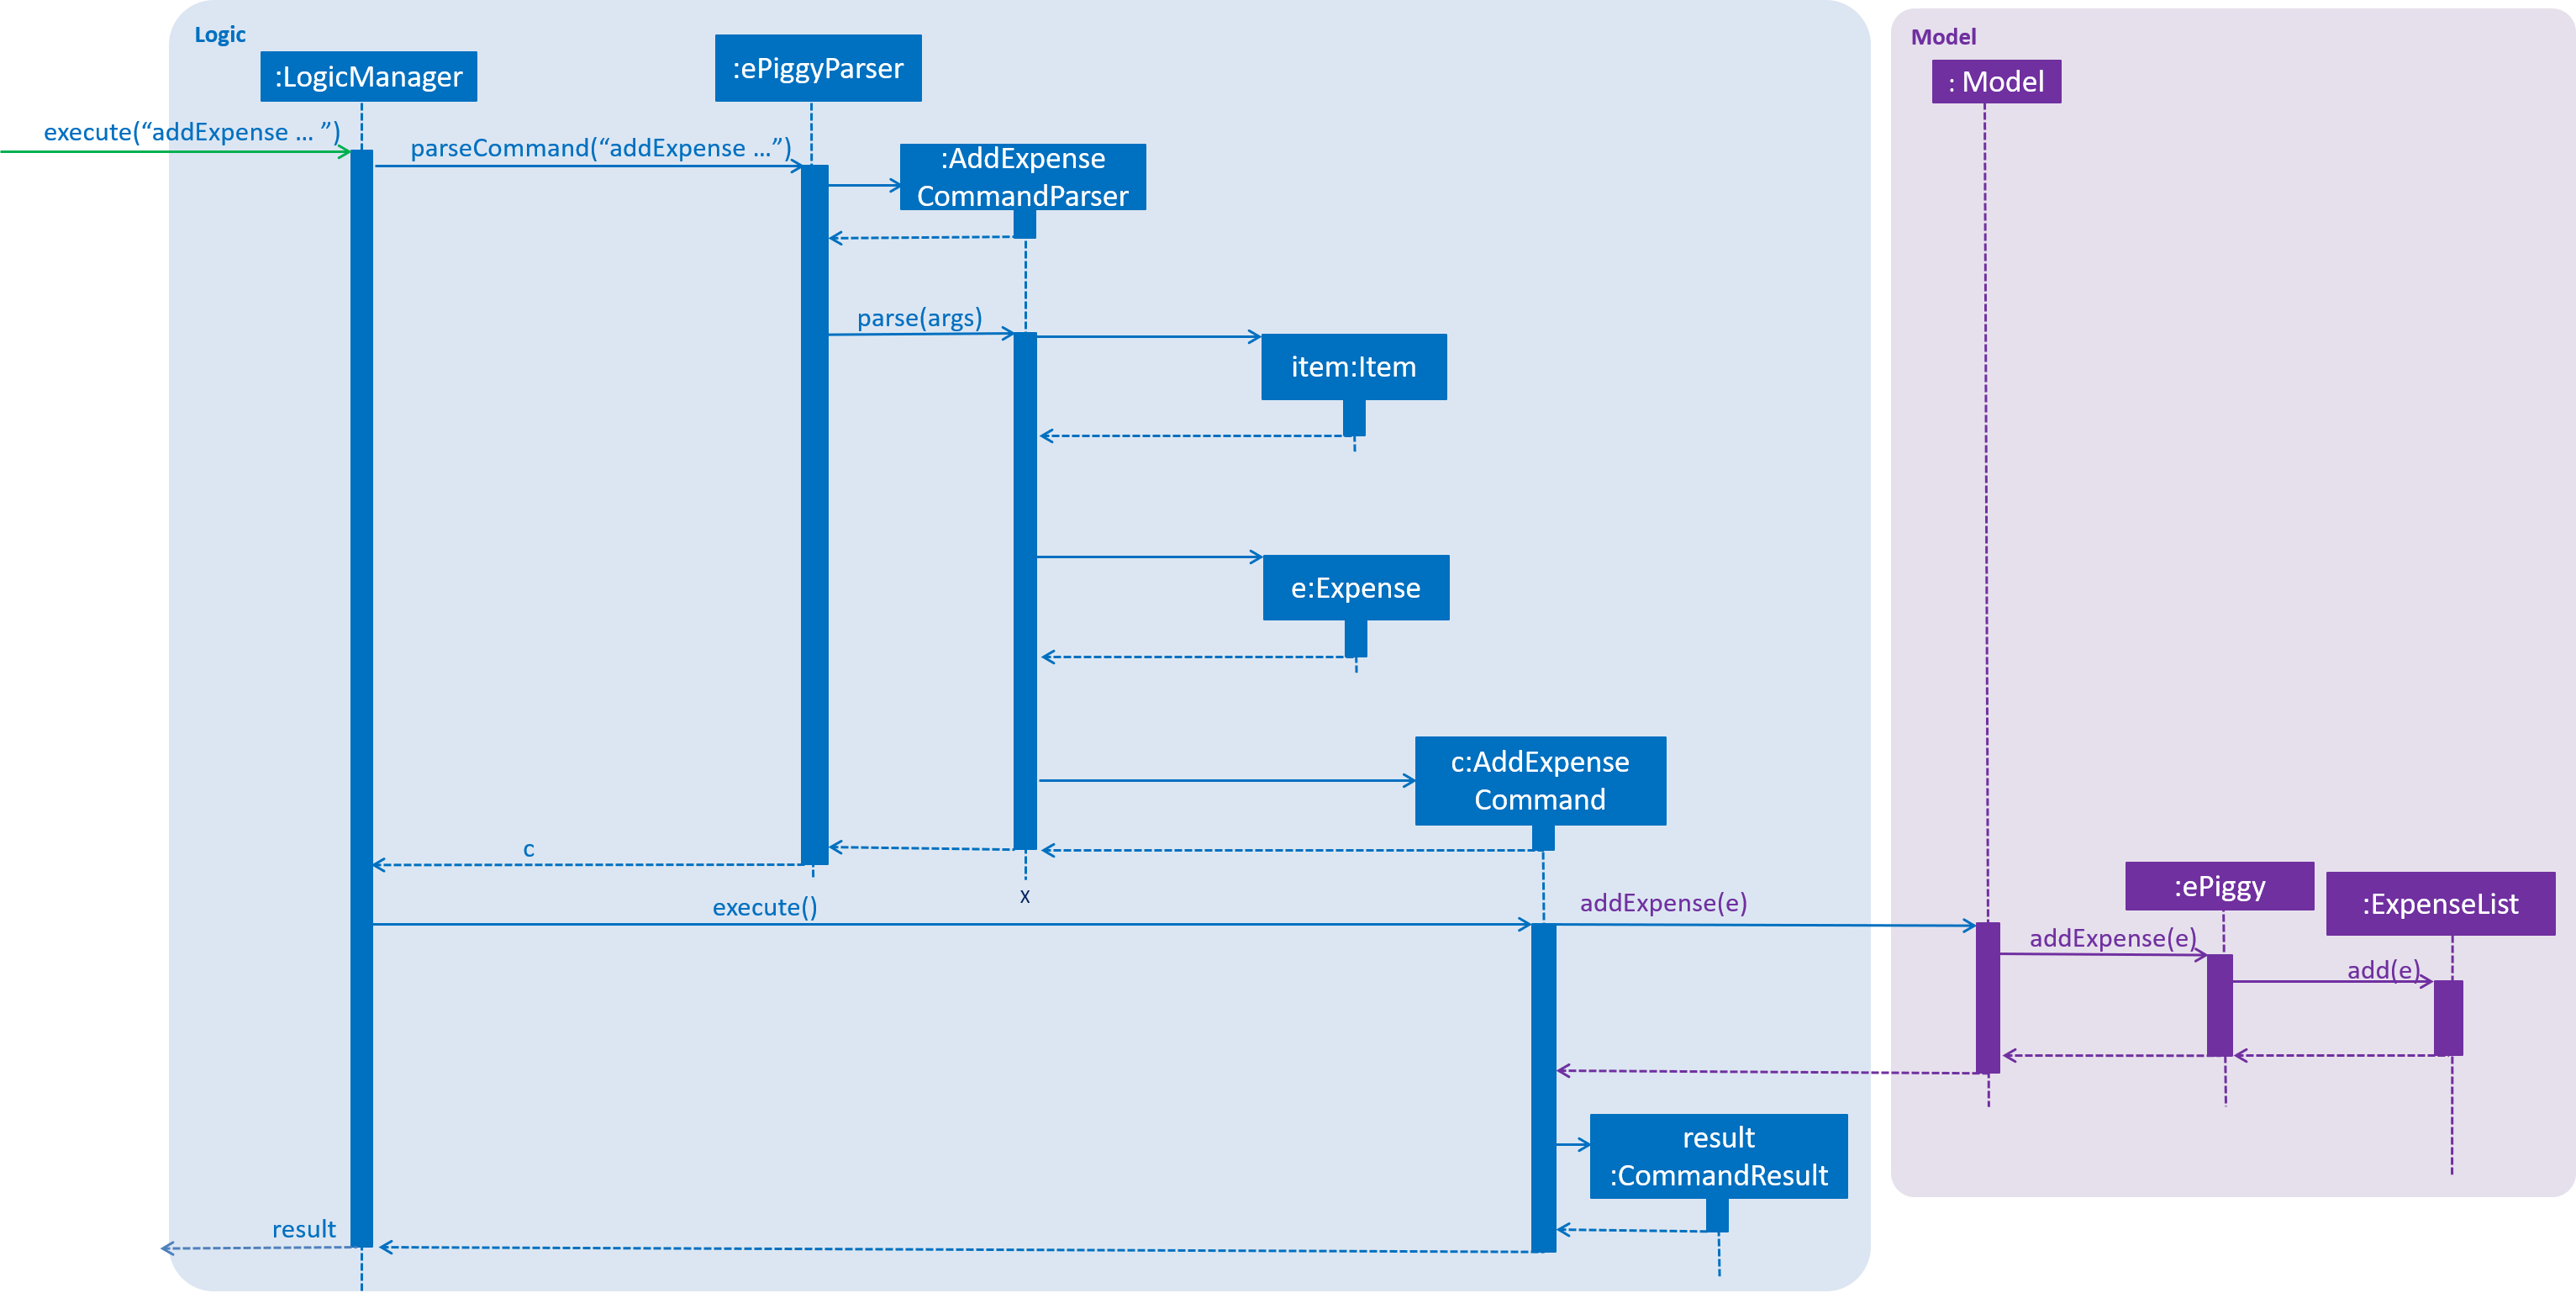 Logic
Model
:LogicManager
:ePiggyParser
: Model
execute(“addExpense ... ”)
parseCommand(“addExpense ...”)
:AddExpense
CommandParser
parse(args)
item:Item
e:Expense
c:AddExpense
Command
c
x
execute()
addExpense(e)
:ePiggy
:ExpenseList
addExpense(e)
add(e)
result
:CommandResult
result